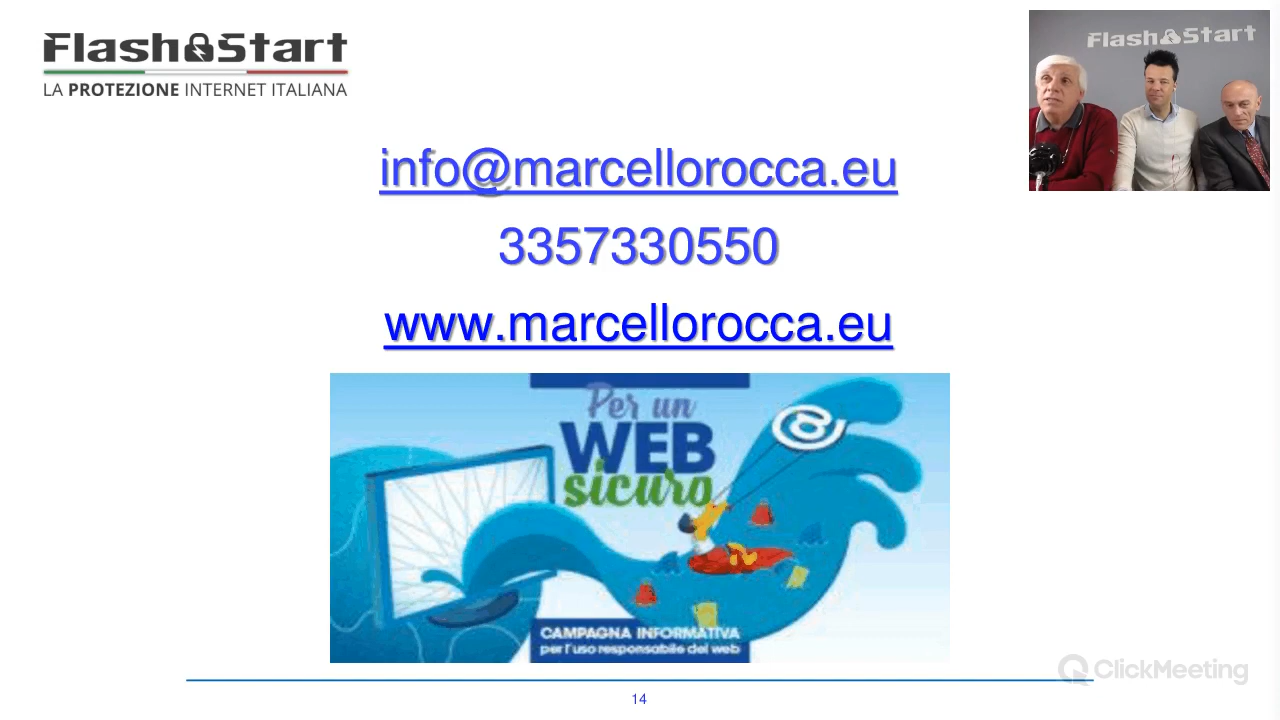 Flash Start
LA PROTEZIONE INTERNET ITALIANA
Flash Start
info@marcellorocca.eu
3357330550
www.marcellorocca.eu
Per un
WEB
sicuro
@
CAMPAGNA INFORMATIVA
per l'uso responsabile del web
ClickMeeting
14